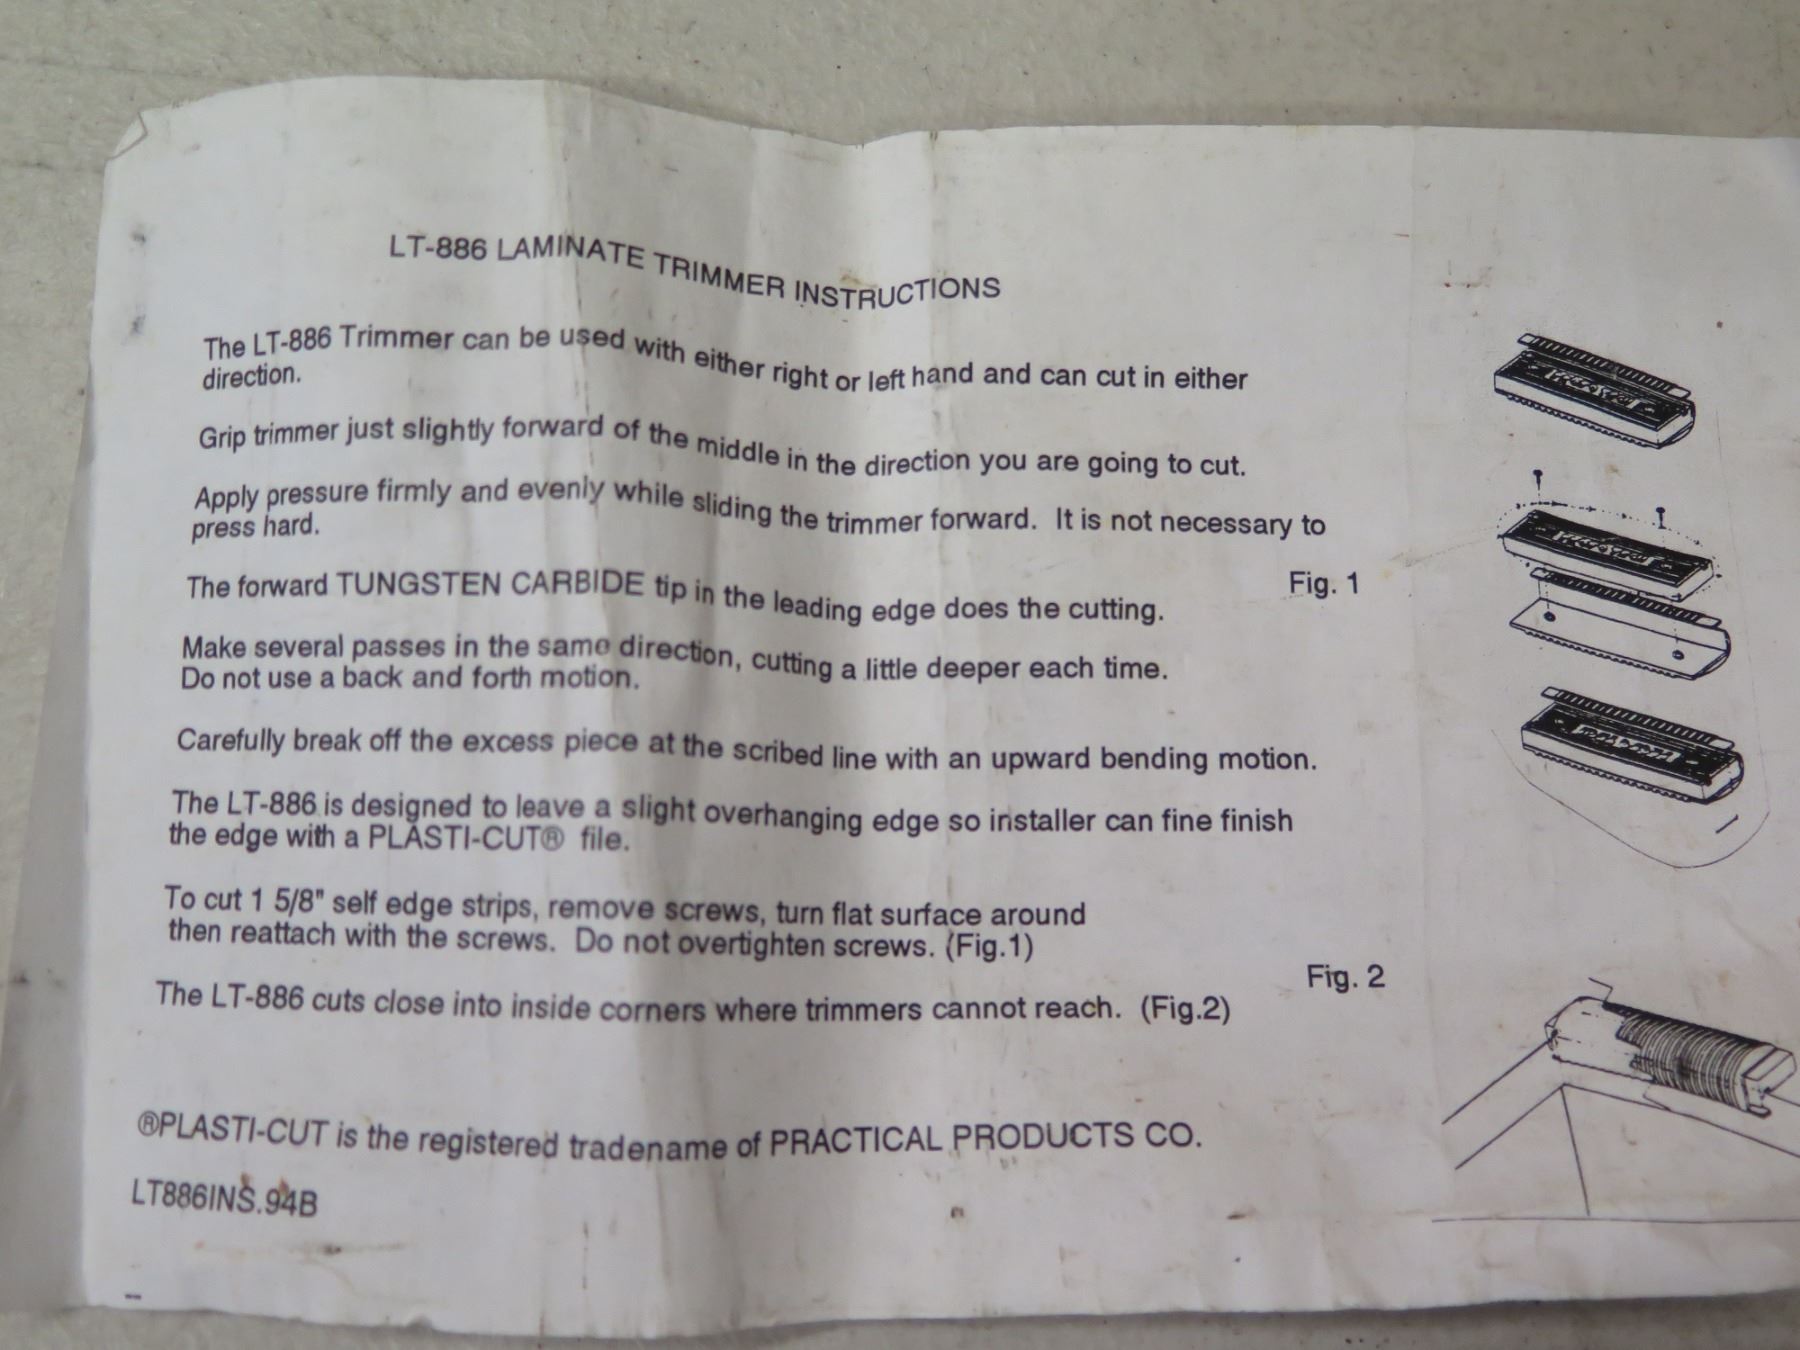 LT-886 LAMINATE TRIMMER INSTRUCTIONS
The LT-886 Trimmer can be used with either right or left hand and can cut in either
direction.
Grip trimmer just slightly forward of the middle in the direction you are going to cut.
Apply pressure firmly and evenly while sliding the trimmer forward. It is not necessary to
press hard.
The forward TUNGSTEN CARBIDE tip in the leading edge does the cutting.
Make several passes in the same direction, cutting a little deeper each time.
Do not use a back and forth motion.
Carefully break off the excess piece at the scribed line with an upward bending motion.
The LT-886 is designed to leave a slight overhanging edge so installer can fine finish
the edge with a PLASTI-CUT® file.
To cut 1 5/8" self edge strips, remove screws, turn flat surface around
then reattach with the screws. Do not overtighten screws. (Fig.1)
The LT-886 cuts close into inside corners where trimmers cannot reach. (Fig.2)
®PLASTI-CUT is the registered tradename of PRACTICAL PRODUCTS CO.
LT886INS.94B
Fig. 1
Fig. 2